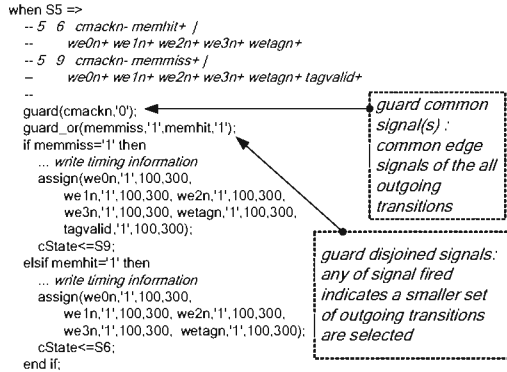 when S5 =>
-- 5 6 cmackn- memhit+ |
-- we0n+ we1n+ we2n+ we3n+ wetagn+
-- 5 9 cmackn- memmiss+ |
– we0n+ we1n+ we2n+ we3n+ wetagn+ tagvalid+
--
guard(cmackn,'0');
guard_or(memmiss,'1',memhit,'1');
if memmiss='1' then
... write timing information
assign(we0n,'1',100,300,
we1n,'1',100,300, we2n,'1',100,300,
we3n,'1',100,300, wetagn,'1',100,300,
tagvalid,'1',100,300);
cState<=S9;
elsif memhit='1' then
... write timing information
assign(we0n,'1',100,300,
we1n,'1',100,300, we2n,'1',100,300,
we3n,'1',100,300, wetagn,'1',100,300);
cState<=S6;
end if;
guard common
signal(s) :
common edge
signals of the all
outgoing
transitions
guard disjoined signals:
any of signal fired
indicates a smaller set
of outgoing transitions
are selected